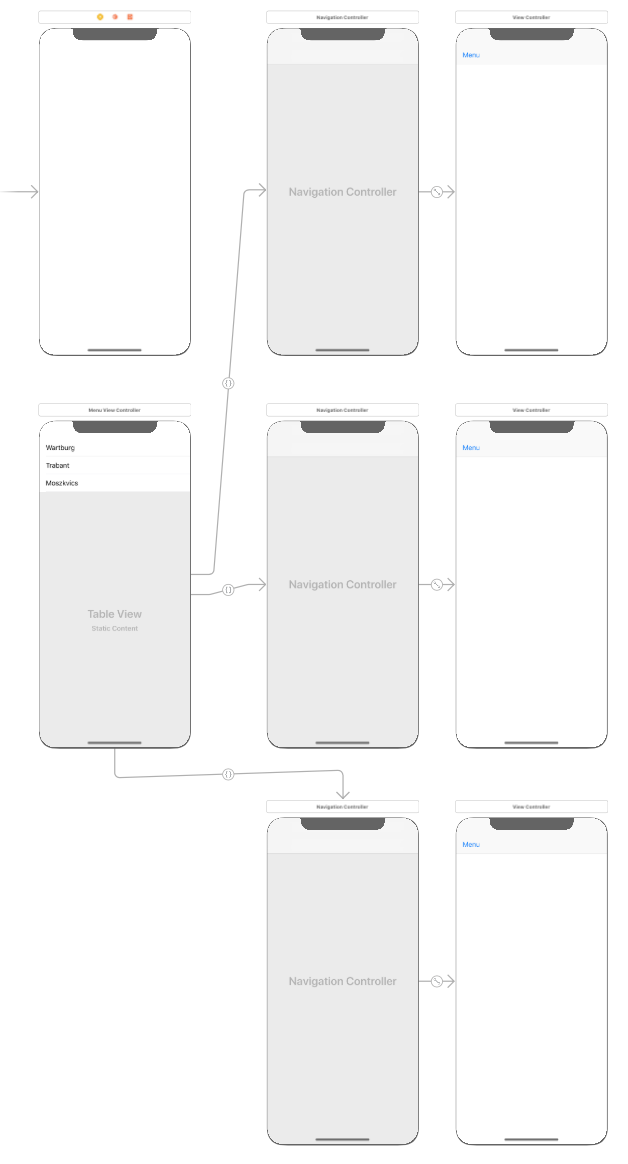 Navigation Controller
View Controller
Menu
Navigation Controller
{ }
Menu View Controller
Navigation Controller
View Controller
Wartburg
Menu
Trabant
Moszkvics
Navigation Controller
{ }
Table View
Static Content
{ }
Navigation Controller
View Controller
Menu
Navigation Controller